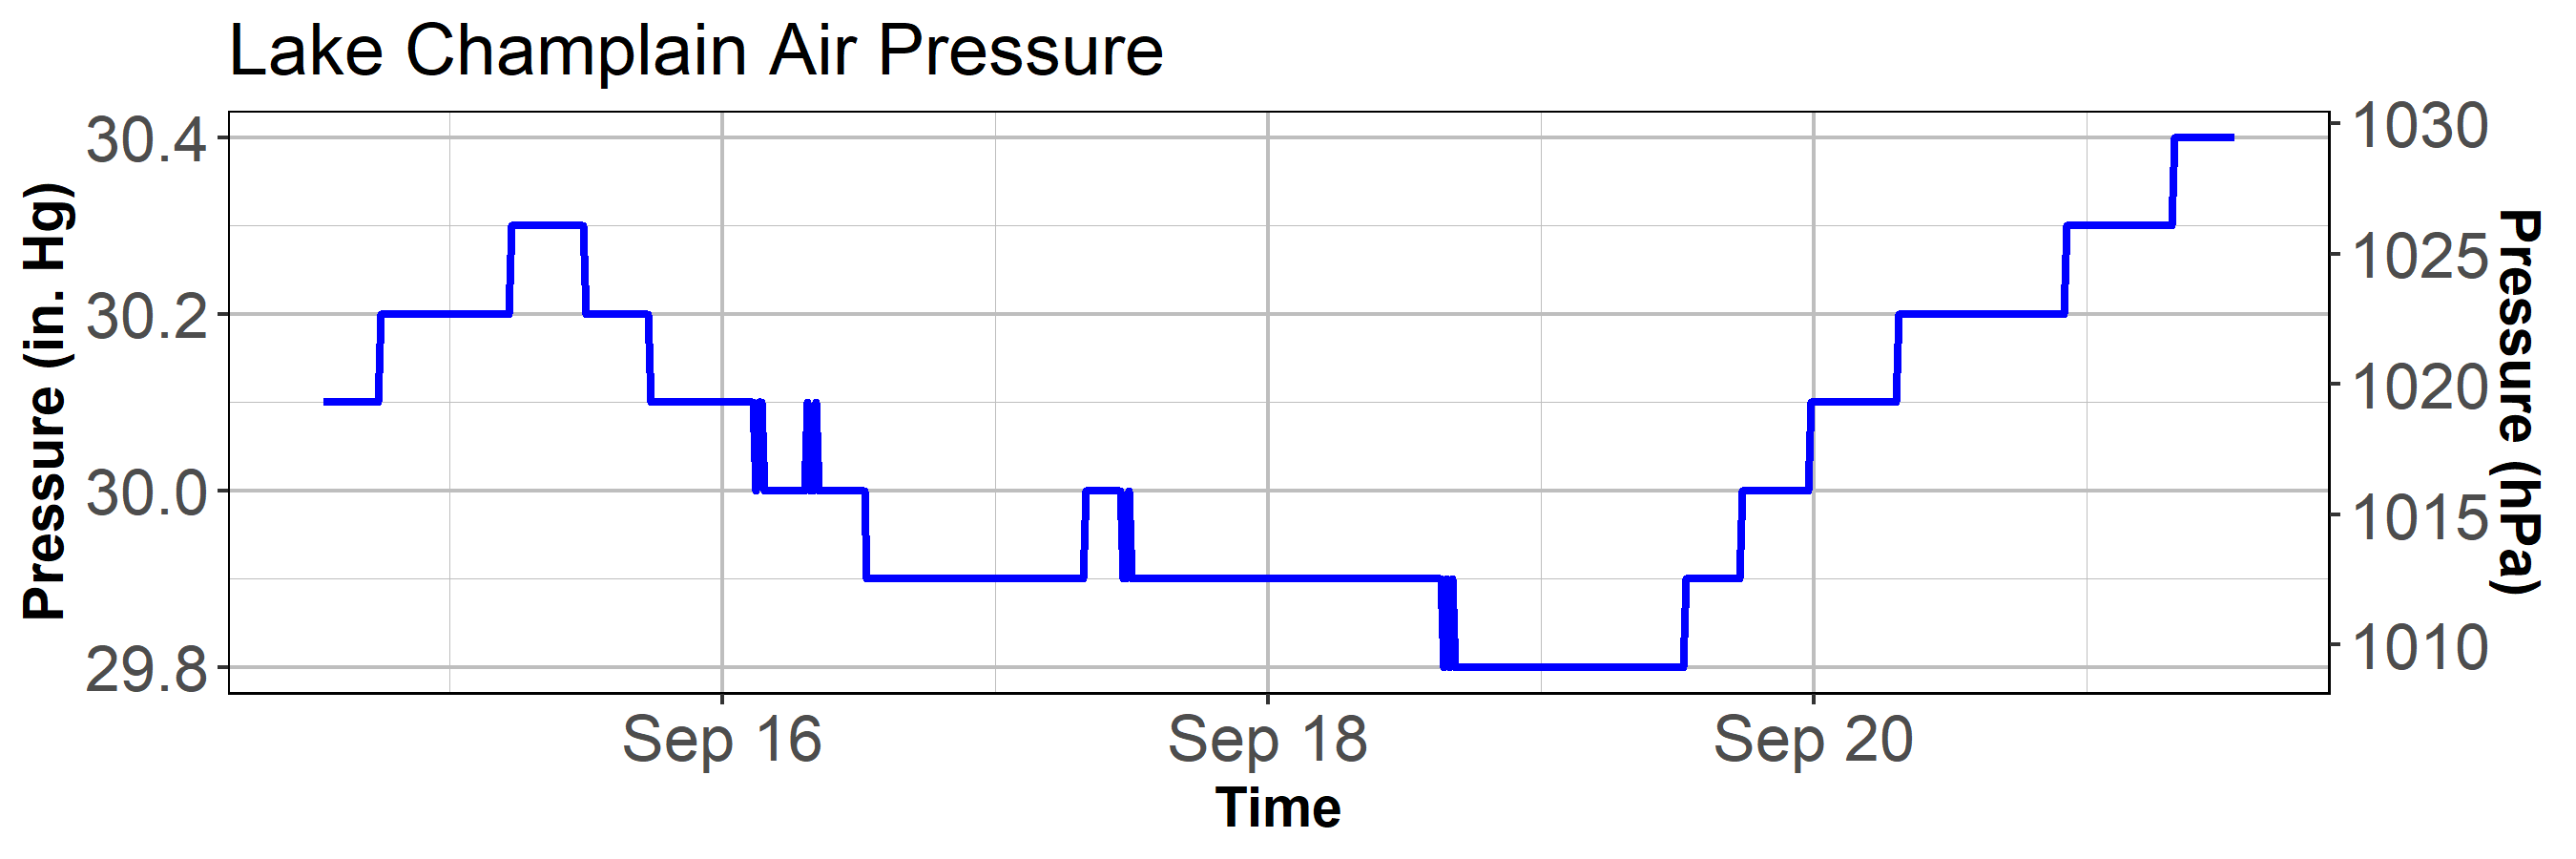 Lake Champlain Air Pressure
30.4
30.2
30.0
29.8
Pressure (in. Hg)
1030
1025
1020
1015
1010
Pressure (hPa)
Sep 16
Sep 18
Sep 20
Time